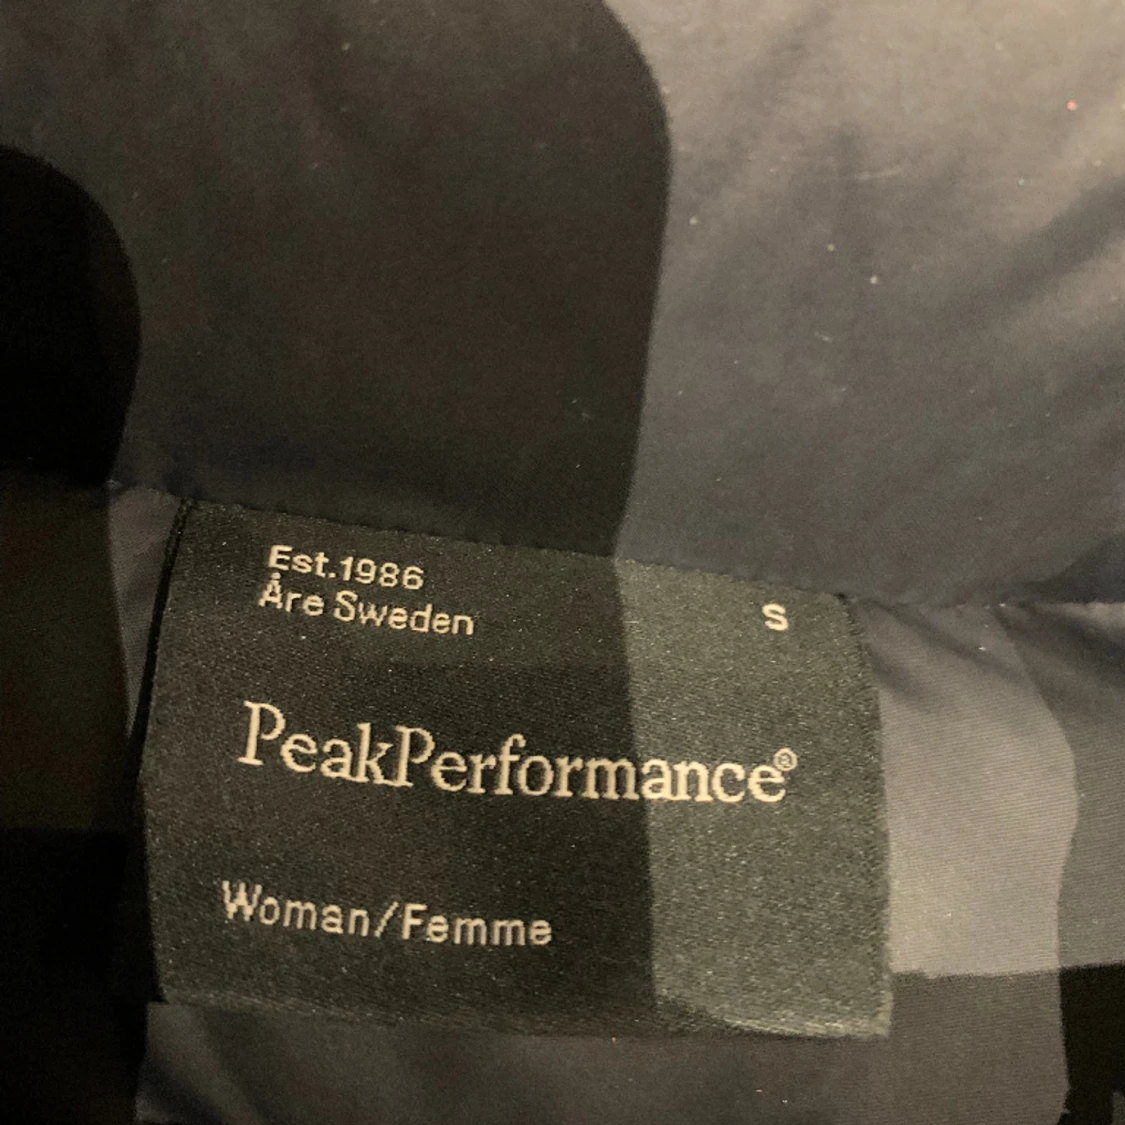 Est.1986
Åre Sweden
S
PeakPerformance®
Woman/Femme